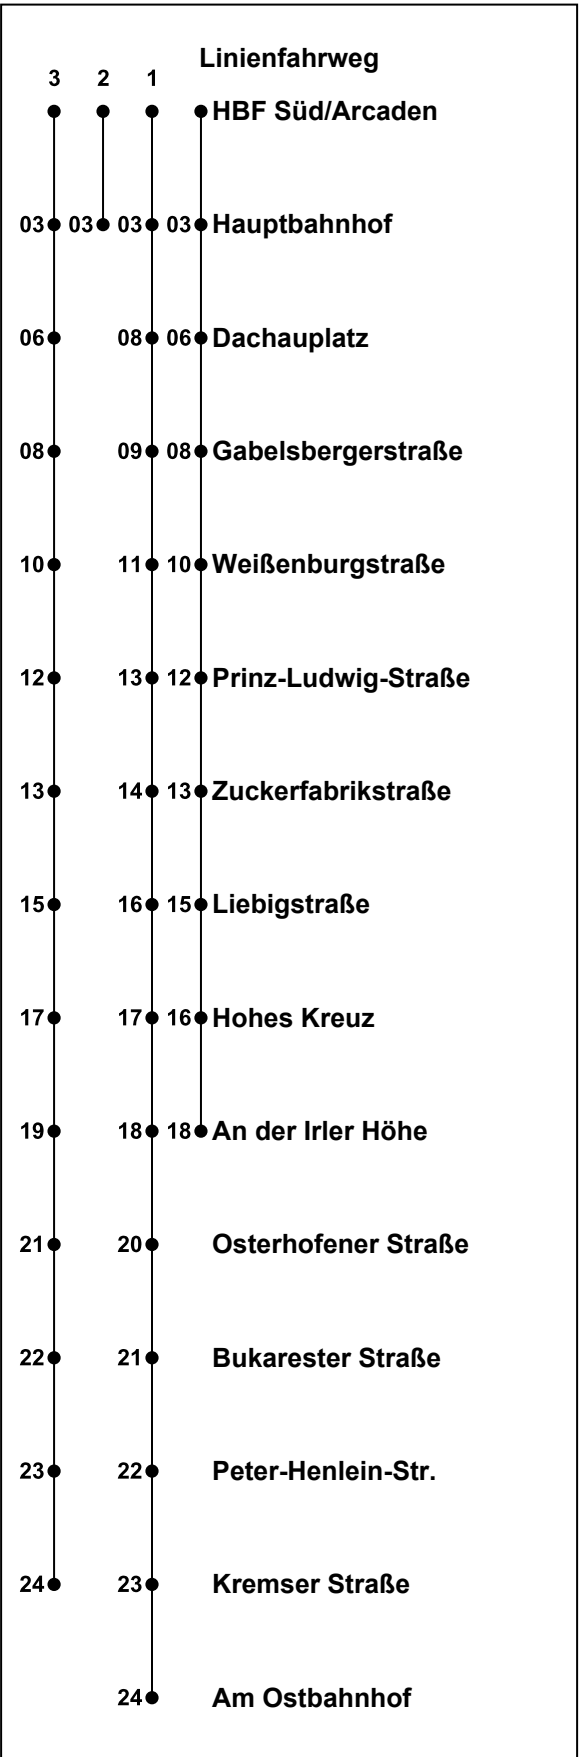 Linienfahrweg
3 2 1
HBF Süd/Arcaden
03 03 03 03 Hauptbahnhof
06 08 06 Dachauplatz
08 09 08 Gabelsbergerstraße
10 11 10 Weißenburgstraße
12 13 12 Prinz-Ludwig-Straße
13 14 13 Zuckerfabrikstraße
15 16 15 Liebigstraße
17 17 16 Hohes Kreuz
19 18 18 An der Irler Höhe
21 20 Osterhofener Straße
22 21 Bukarester Straße
23 22 Peter-Henlein-Str.
24 23 Kremser Straße
24 Am Ostbahnhof